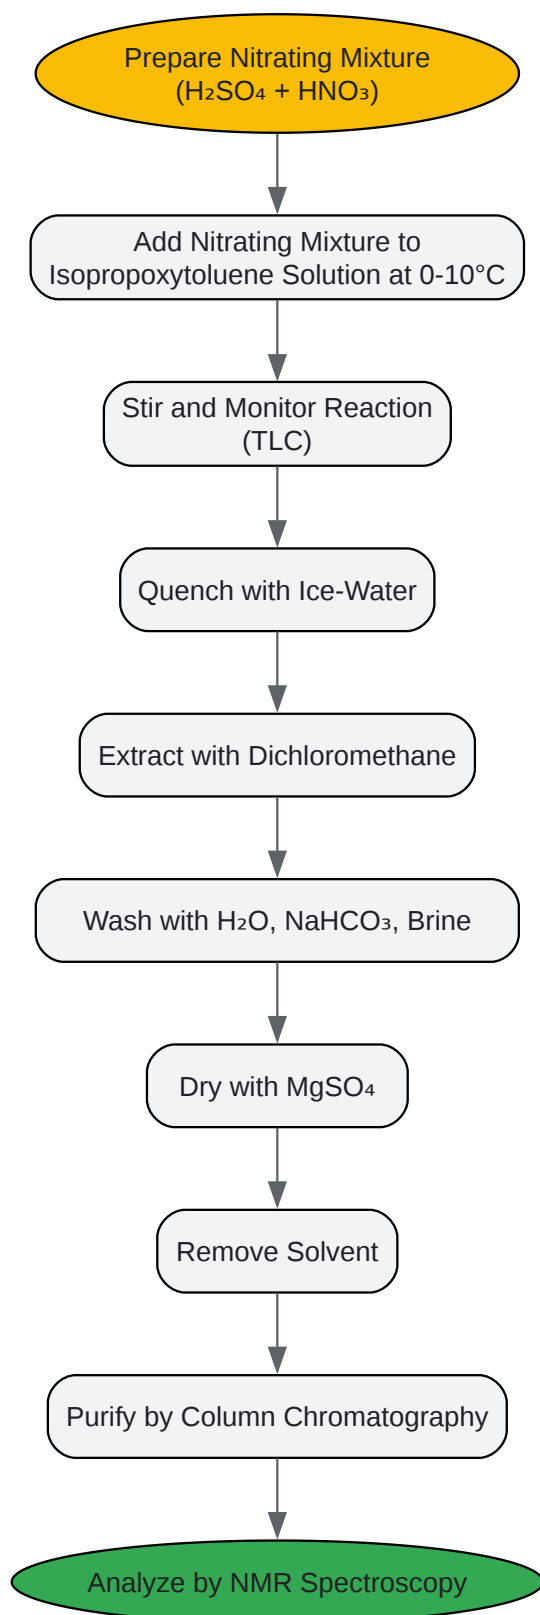 Prepare Nitrating Mixture
(H₂SO₄ + HNO₃)
Add Nitrating Mixture to
Isopropoxytoluene Solution at 0-10°C
Stir and Monitor Reaction
(TLC)
Quench with Ice-Water
Extract with Dichloromethane
Wash with H₂O, NaHCO₃, Brine
Dry with MgSO₄
Remove Solvent
Purify by Column Chromatography
Analyze by NMR Spectroscopy